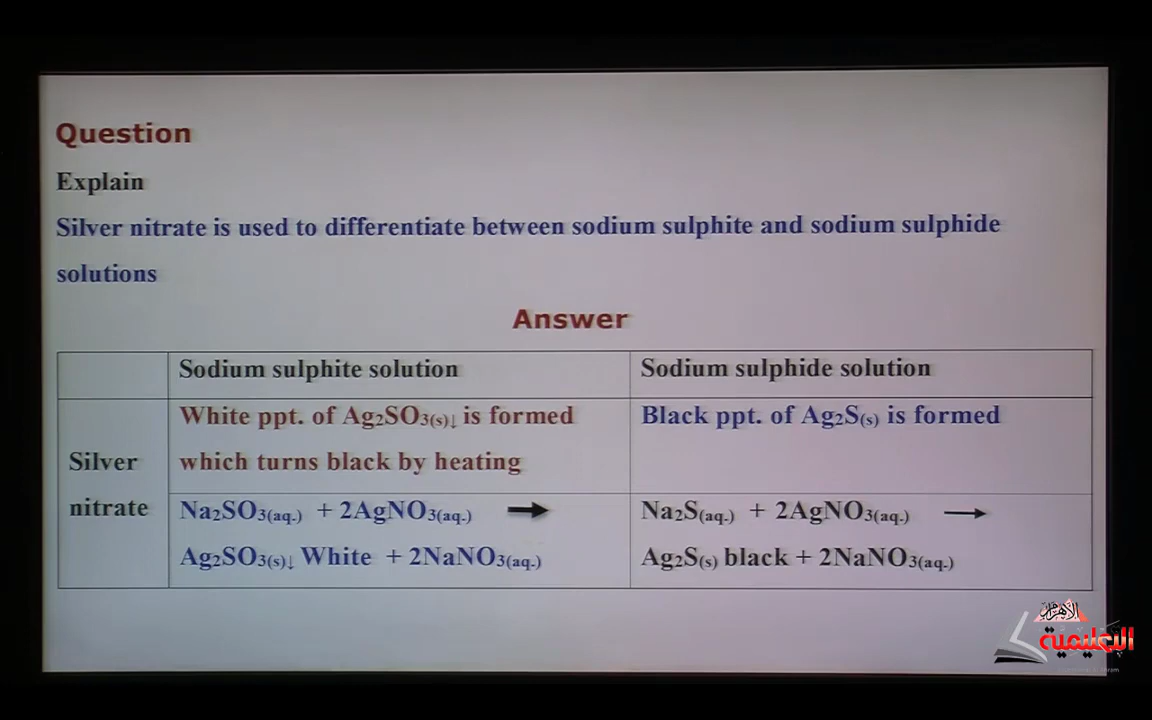 Question
Explain
Silver nitrate is used to differentiate between sodium sulphite and sodium sulphide
solutions
Answer
Sodium sulphite solution
Sodium sulphide solution
Silver nitrate
White ppt. of Ag₂SO₃(s)↓ is formed
which turns black by heating
Black ppt. of Ag₂S(s) is formed
Na₂SO₃(aq.) + 2AgNO₃(aq.) →
Ag₂SO₃(s)↓ White + 2NaNO₃(aq.)
Na₂S(aq.) + 2AgNO₃(aq.) →
Ag₂S(s) black + 2NaNO₃(aq.)
الأهرام
التعليمية